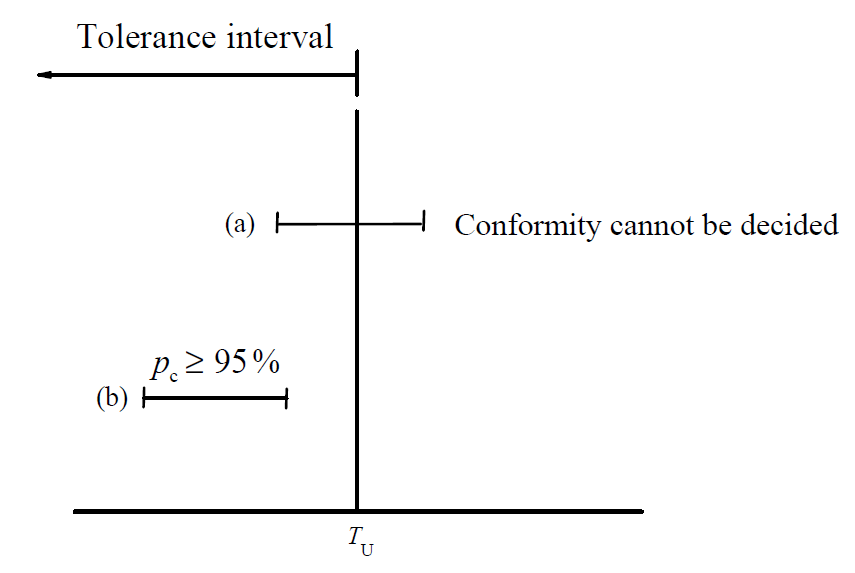 Tolerance interval
(a) Conformity cannot be decided
p_c ≥ 95 %
(b)
T_U